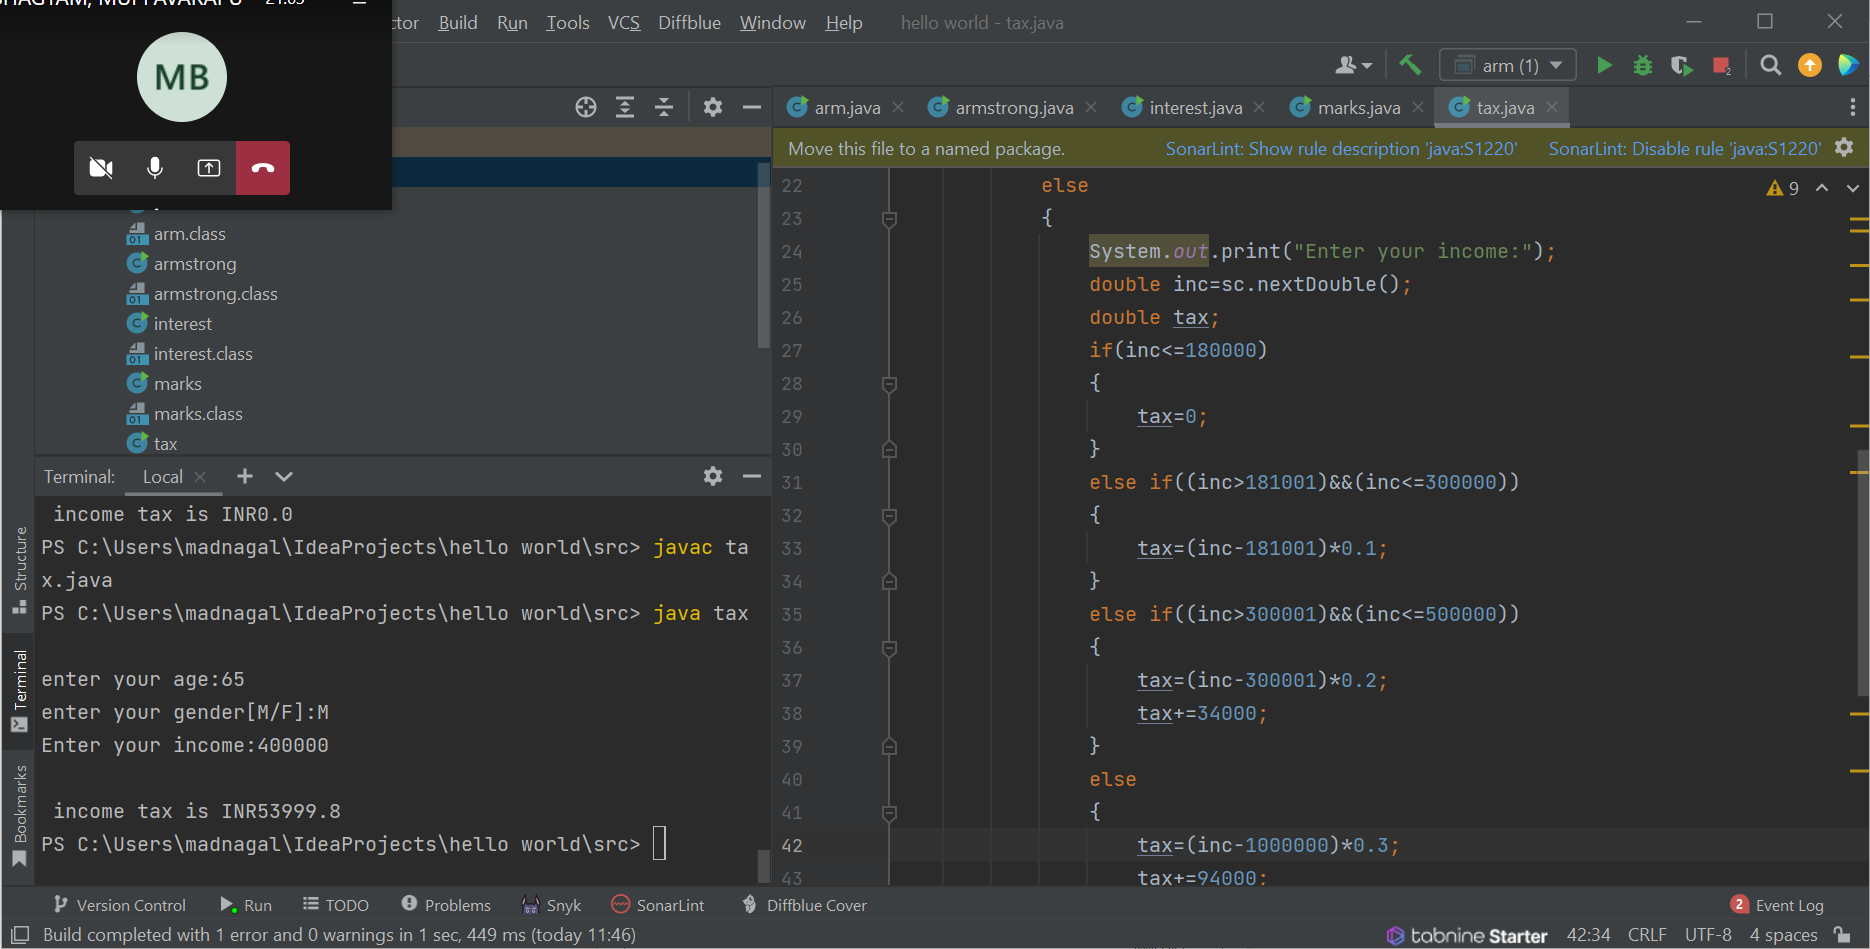 21:05
MB
Build Run Tools VCS Diffblue Window Help hello world - tax.java
arm (1)
2
arm.java armstrong.java interest.java marks.java tax.java
Move this file to a named package. SonarLint: Show rule description 'java:S1220' SonarLint: Disable rule 'java:S1220'
arm.class
armstrong
armstrong.class
interest
interest.class
marks
marks.class
tax
9
22 else
23 {
24 System.out.print("Enter your income:");
25 double inc=sc.nextDouble();
26 double tax;
27 if(inc<=180000)
28 {
29 tax=0;
30 }
31 else if((inc>181001)&&(inc<=300000))
32 {
33 tax=(inc-181001)*0.1;
34 }
35 else if((inc>300001)&&(inc<=500000))
36 {
37 tax=(inc-300001)*0.2;
38 tax+=34000;
39 }
40 else
41 {
42 tax=(inc-1000000)*0.3;
43 tax+=94000;
Terminal: Local
income tax is INR0.0
PS C:\Users\madnagal\IdeaProjects\hello world\src> javac ta
x.java
PS C:\Users\madnagal\IdeaProjects\hello world\src> java tax
enter your age:65
enter your gender[M/F]:M
Enter your income:400000
income tax is INR53999.8
PS C:\Users\madnagal\IdeaProjects\hello world\src>
Structure
Terminal
Bookmarks
Version Control Run TODO Problems Snyk SonarLint Diffblue Cover 2 Event Log
Build completed with 1 error and 0 warnings in 1 sec, 449 ms (today 11:46) tabnine Starter 42:34 CRLF UTF-8 4 spaces